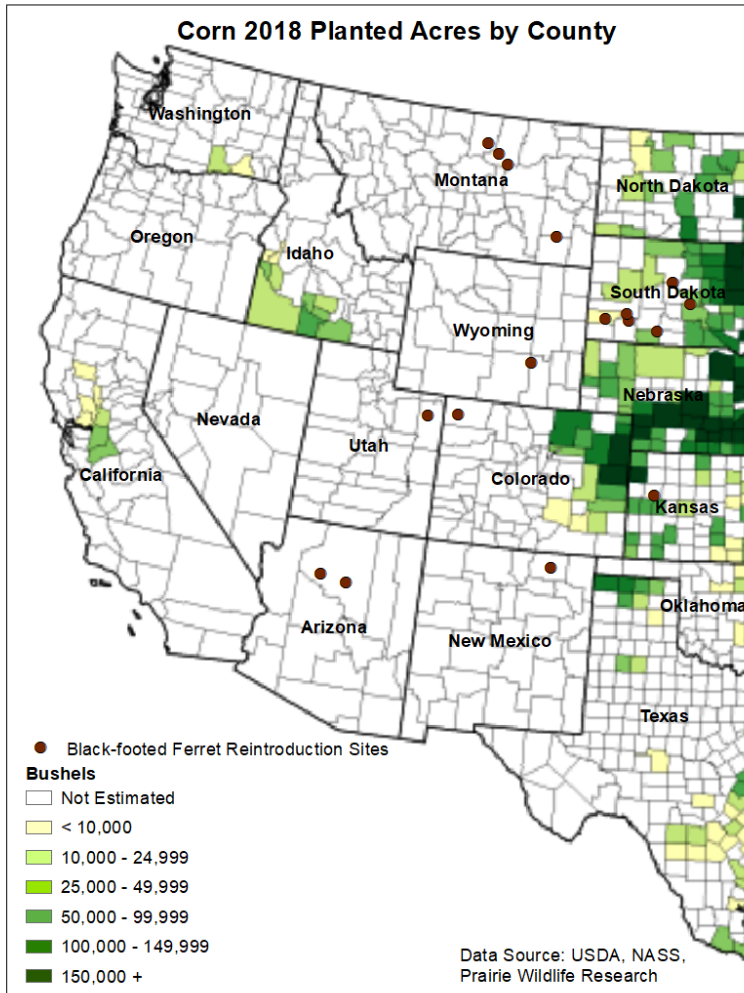 Corn 2018 Planted Acres by County
Washington
Montana
North Dakota
Oregon
Idaho
South Dakota
Wyoming
Nebraska
Nevada
Utah
California
Colorado
Kansas
Oklahoma
Arizona
New Mexico
Texas
Black-footed Ferret Reintroduction Sites
Bushels
Not Estimated
< 10,000
10,000 - 24,999
25,000 - 49,999
50,000 - 99,999
100,000 - 149,999
150,000 +
Data Source: USDA, NASS,
Prairie Wildlife Research